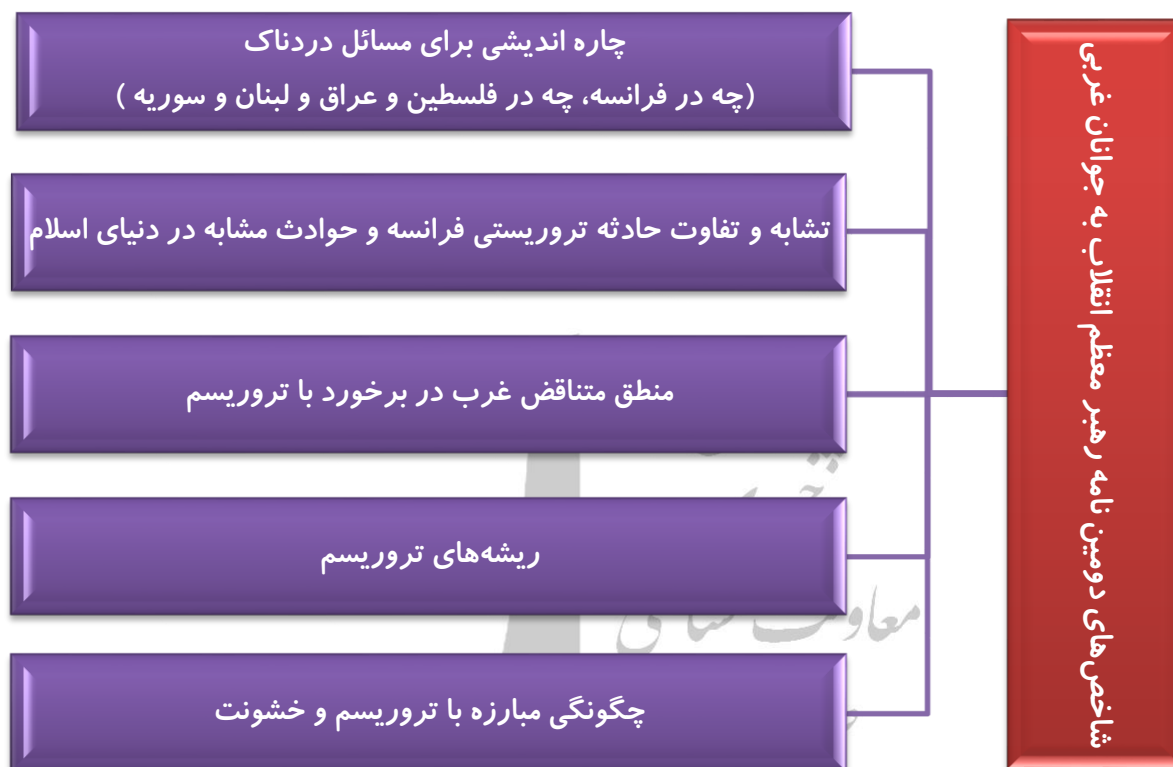 شاخص‌های دومین نامه رهبر معظم انقلاب به جوانان غربی
چاره اندیشی برای مسائل دردناک
(چه در فرانسه، چه در فلسطین و عراق و لبنان و سوریه )
تشابه و تفاوت حادثه تروریستی فرانسه و حوادث مشابه در دنیای اسلام
منطق متناقض غرب در برخورد با تروریسم
ریشه‌های تروریسم
چگونگی مبارزه با تروریسم و خشونت